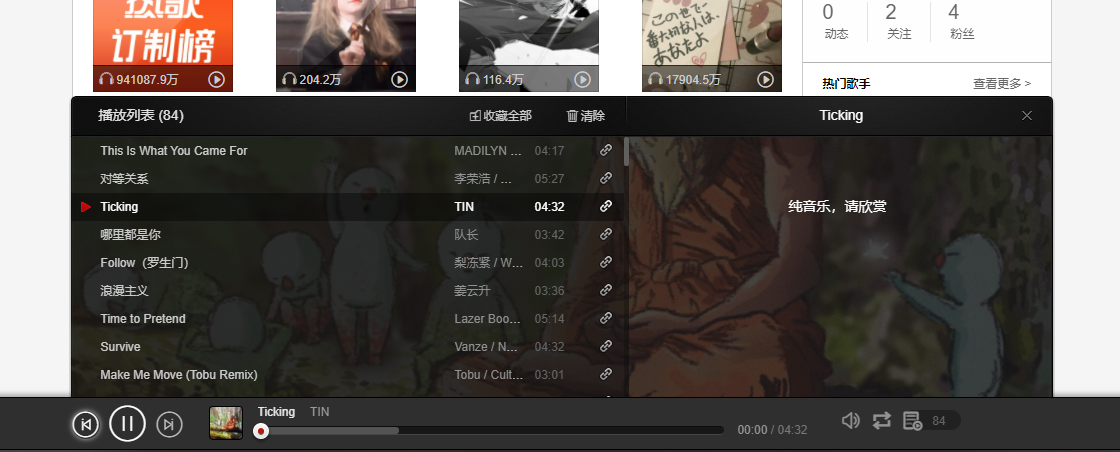 热歌
订制榜
941087.9万
204.2万
116.4万
この世で一
番大切な人は、
あなたよ
17904.5万
0
2
4
动态
关注
粉丝
热门歌手
查看更多 >
播放列表 (84)
收藏全部
清除
Ticking
This Is What You Came For
MADILYN ...
04:17
对等关系
李荣浩 / ...
05:27
Ticking
TIN
04:32
纯音乐，请欣赏
哪里都是你
队长
03:42
Follow（罗生门）
梨冻紧 / W...
04:03
浪漫主义
姜云升
03:36
Time to Pretend
Lazer Boo...
05:14
Survive
Vanze / N...
04:32
Make Me Move (Tobu Remix)
Tobu / Cult...
03:01
Ticking
TIN
00:00 / 04:32
84